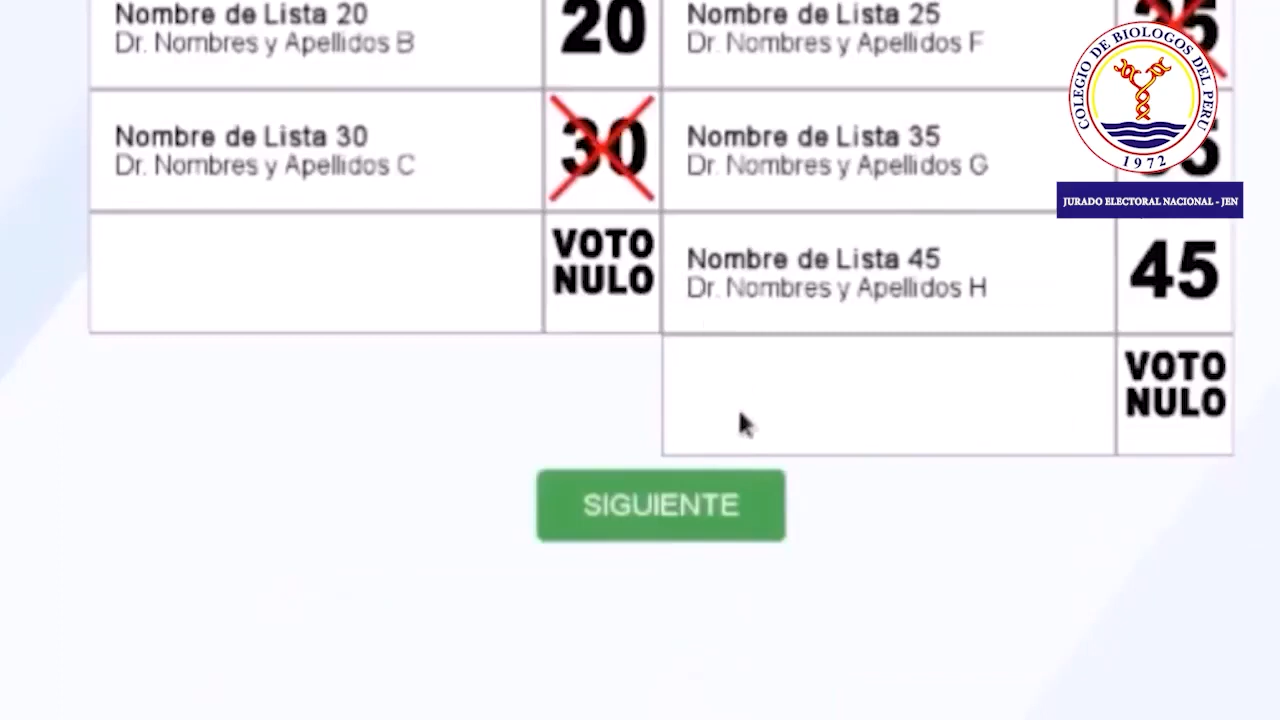 Nombre de Lista 20
Dr. Nombres y Apellidos B
20
Nombre de Lista 30
Dr. Nombres y Apellidos C
30
VOTO
NULO
Nombre de Lista 25
Dr. Nombres y Apellidos F
25
Nombre de Lista 35
Dr. Nombres y Apellidos G
Nombre de Lista 45
Dr. Nombres y Apellidos H
45
VOTO
NULO
SIGUIENTE
COLEGIO DE BIOLOGOS DEL PERU
1972
JURADO ELECTORAL NACIONAL - JEN